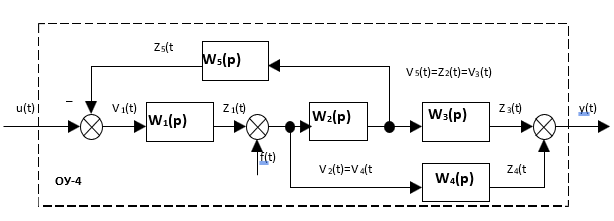 Z5(t
W5(p)
V5(t)=Z2(t)=V3(t)
u(t)
–
V1(t)
W1(p)
Z1(t)
W2(p)
W3(p)
Z3(t)
y(t)
f(t)
V2(t)=V4(t
W4(p)
Z4(t
ОУ-4